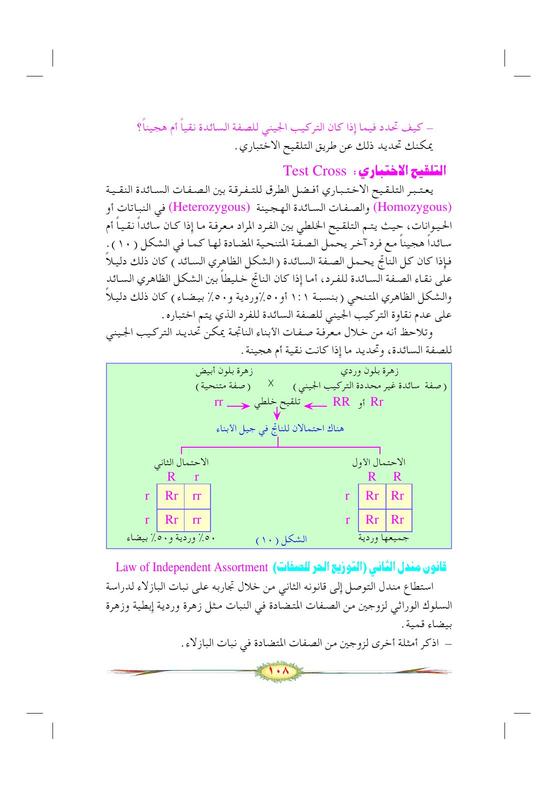 – كيف تحدد فيما إذا كان التركيب الجيني للصفة السائدة نقياً أم هجيناً؟
يمكنك تحديد ذلك عن طريق التلقيح الاختباري.
التلقيح الاختباري: Test Cross
يعتبر التلقيح الاختباري أفضل الطرق للتفرقة بين الصفات السائدة النقية
(Homozygous) والصفات السائدة الهجينة (Heterozygous) في النباتات أو
الحيوانات، حيث يتم التلقيح الخلطي بين الفرد المراد معرفة ما إذا كان سائداً نقياً أم
سائداً هجيناً مع فرد آخر يحمل الصفة المتنحية المضادة لها كما في الشكل (١٠).
فإذا كان كل الناتج يحمل الصفة السائدة (الشكل الظاهري السائد) كان ذلك دليلاً
على نقاء الصفة السائدة للفرد، أما إذا كان الناتج خليطاً بين الشكل الظاهري السائد
والشكل الظاهري المتنحي (بنسبة ١:١ أو ٥٠٪ وردية و٥٠٪ بيضاء) كان ذلك دليلاً
على عدم نقاوة التركيب الجيني للصفة السائدة للفرد الذي يتم اختباره.
وتلاحظ أنه من خلال معرفة صفات الأبناء الناتجة يمكن تحديد التركيب الجيني
للصفة السائدة، وتحديد ما إذا كانت نقية أم هجينة.
زهرة بلون وردي زهرة بلون أبيض
(صفة سائدة غير محددة التركيب الجيني) X (صفة متنحية)
Rr أو RR تلقيح خلطي rr
هناك احتمالان للناتج في جيل الأبناء
الاحتمال الأول الاحتمال الثاني
R R R r
r Rr Rr r Rr rr
r Rr Rr r Rr rr
جميعها وردية الشكل (١٠) ٥٠٪ وردية و٥٠٪ بيضاء
قانون مندل الثاني (التوزيع الحر للصفات) Law of Independent Assortment
استطاع مندل التوصل إلى قانونه الثاني من خلال تجاربه على نبات البازلاء لدراسة
السلوك الوراثي لزوجين من الصفات المتضادة في النبات مثل زهرة وردية إبطية وزهرة
بيضاء قمية.
– اذكر أمثلة أخرى لزوجين من الصفات المتضادة في نبات البازلاء.
١٠٨